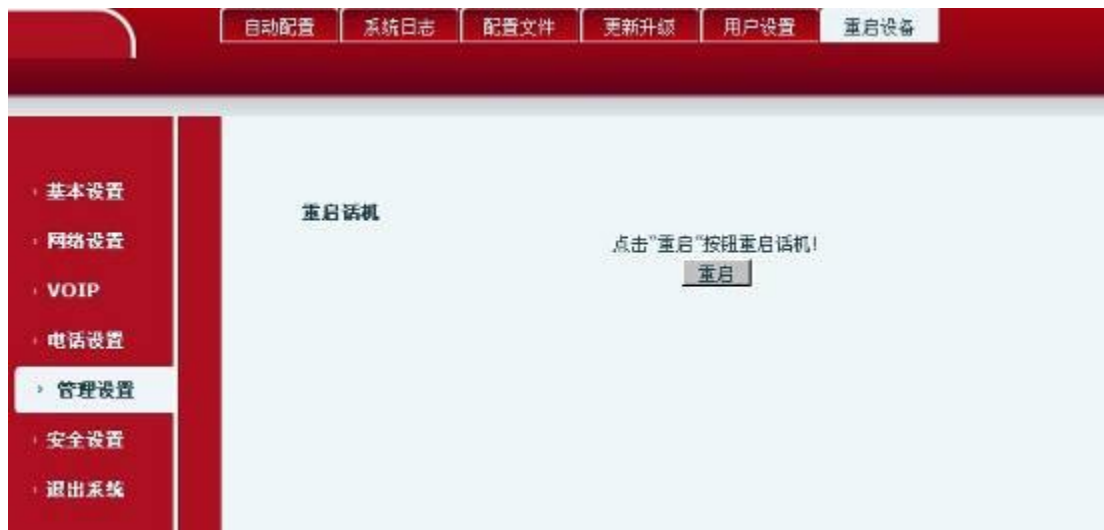 自动配置 系统日志 配置文件 更新升级 用户设置 重启设备
基本设置
网络设置
VOIP
电话设置
管理设置
安全设置
退出系统
重启话机
点击"重启"按钮重启话机!
重启